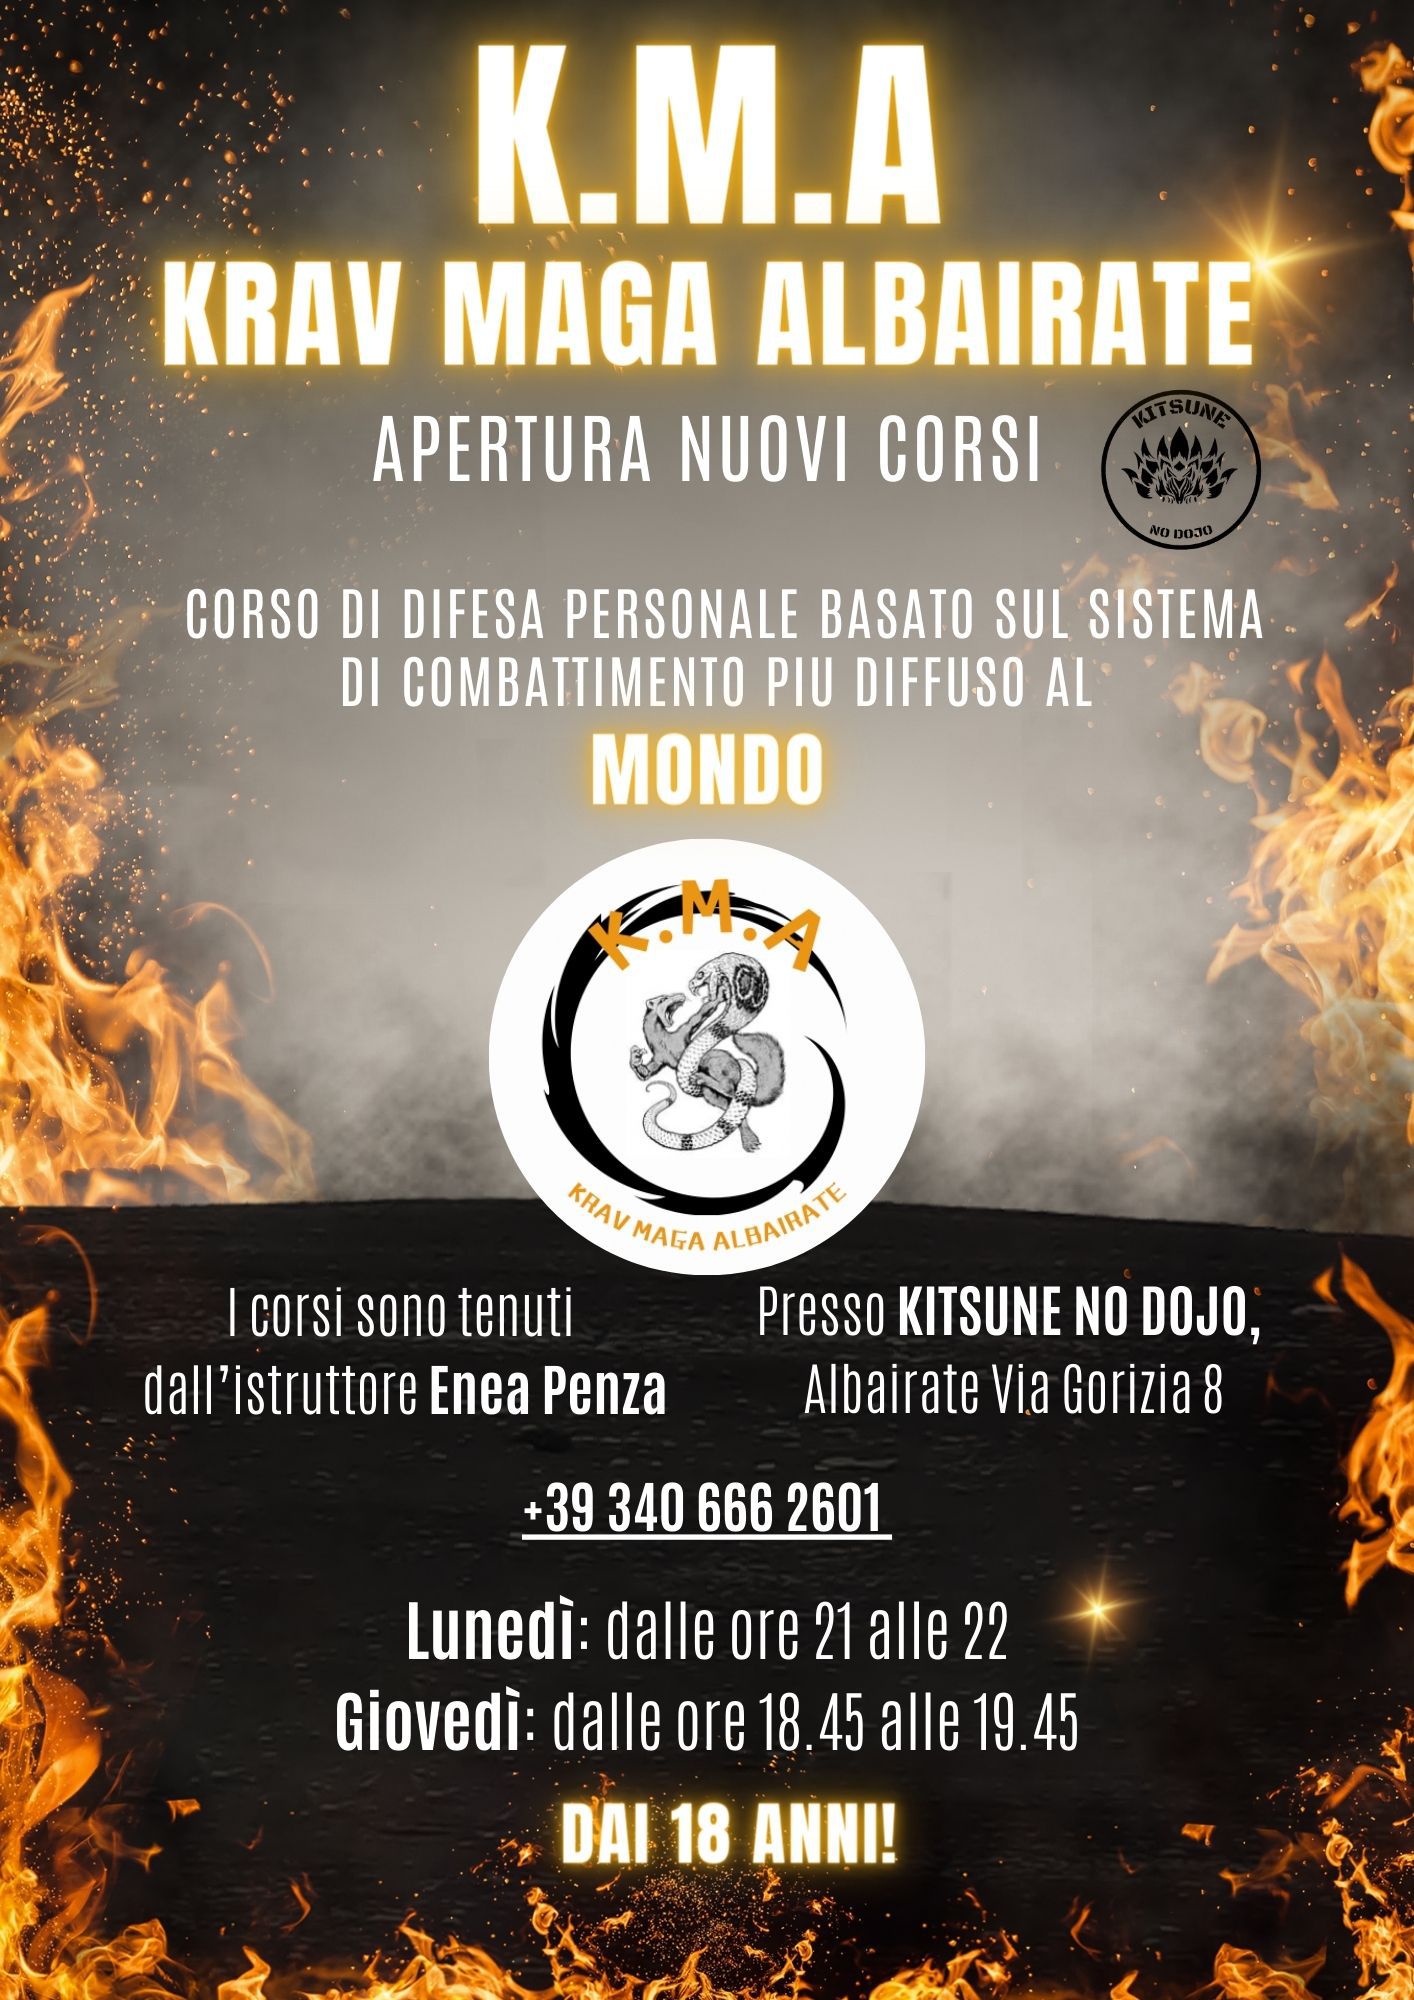 K.M.A
KRAV MAGA ALBAIRATE
APERTURA NUOVI CORSI
KITSUNE
NO DOJO
CORSO DI DIFESA PERSONALE BASATO SUL SISTEMA
DI COMBATTIMENTO PIU DIFFUSO AL
MONDO
K.M.A
KRAV MAGA ALBAIRATE
I corsi sono tenuti
dall’istruttore Enea Penza
Presso KITSUNE NO DOJO,
Albairate Via Gorizia 8
+39 340 666 2601
Lunedì: dalle ore 21 alle 22
Giovedì: dalle ore 18.45 alle 19.45
DAI 18 ANNI!